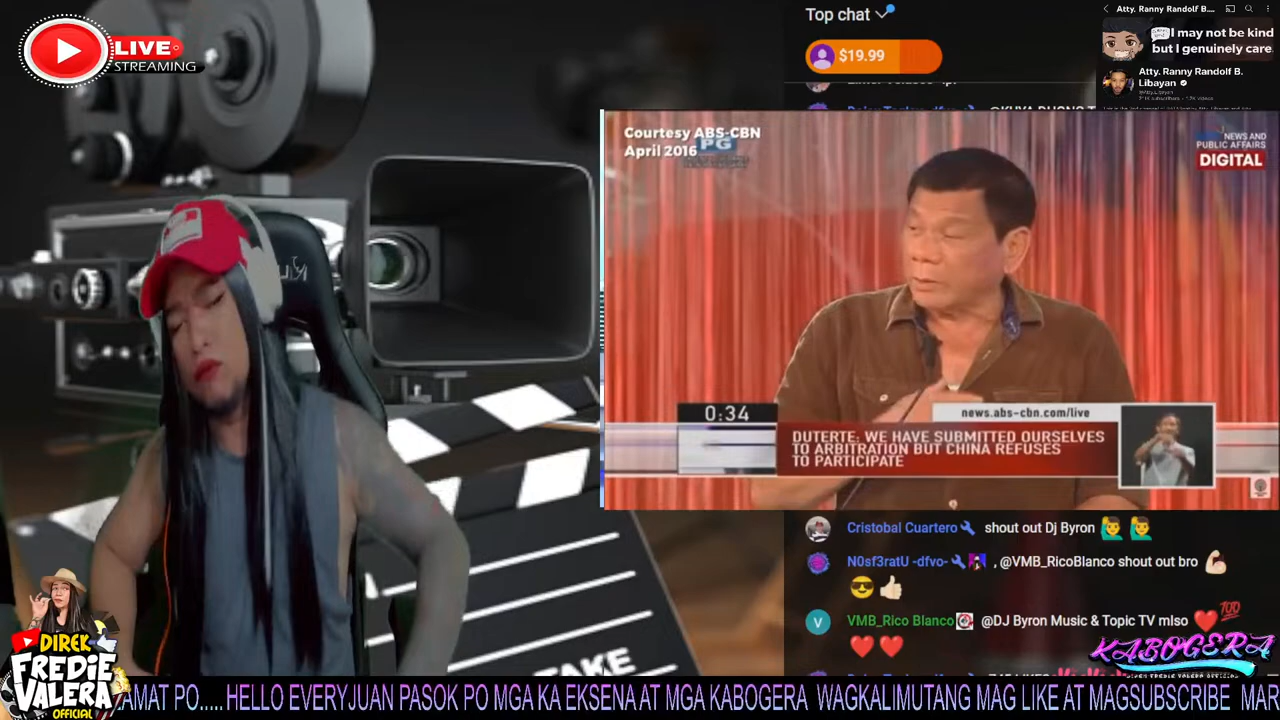 LIVE
STREAMING
Top chat
$19.99
Atty. Ranny Randolf B....
I may not be kind
but I genuinely care.
Atty. Ranny Randolf B.
Libayan
Courtesy ABS-CBN
April 2016
PG
NEWS AND
PUBLIC AFFAIRS
DIGITAL
0:34
news.abs-cbn.com/live
DUTERTE: WE HAVE SUBMITTED OURSELVES
TO ARBITRATION BUT CHINA REFUSES
TO PARTICIPATE
Cristobal Cuartero shout out Dj Byron 🙋‍♂️ 🙋‍♂️
N0sf3ratU -dfvo- , @VMB_RicoBlanco shout out bro 💪🏻
😎 👍🏻
V
VMB_Rico Blanco @DJ Byron Music & Topic TV mlso ❤️ 💯
❤️ ❤️
TAKE
KABOGERA
DIREK
FREDIE
VALERA
OFFICIAL
AMAT PO..... HELLO EVERYJUAN PASOK PO MGA KA EKSENA AT MGA KABOGERA WAGKALIMUTANG MAG LIKE AT MAGSUBSCRIBE MAR